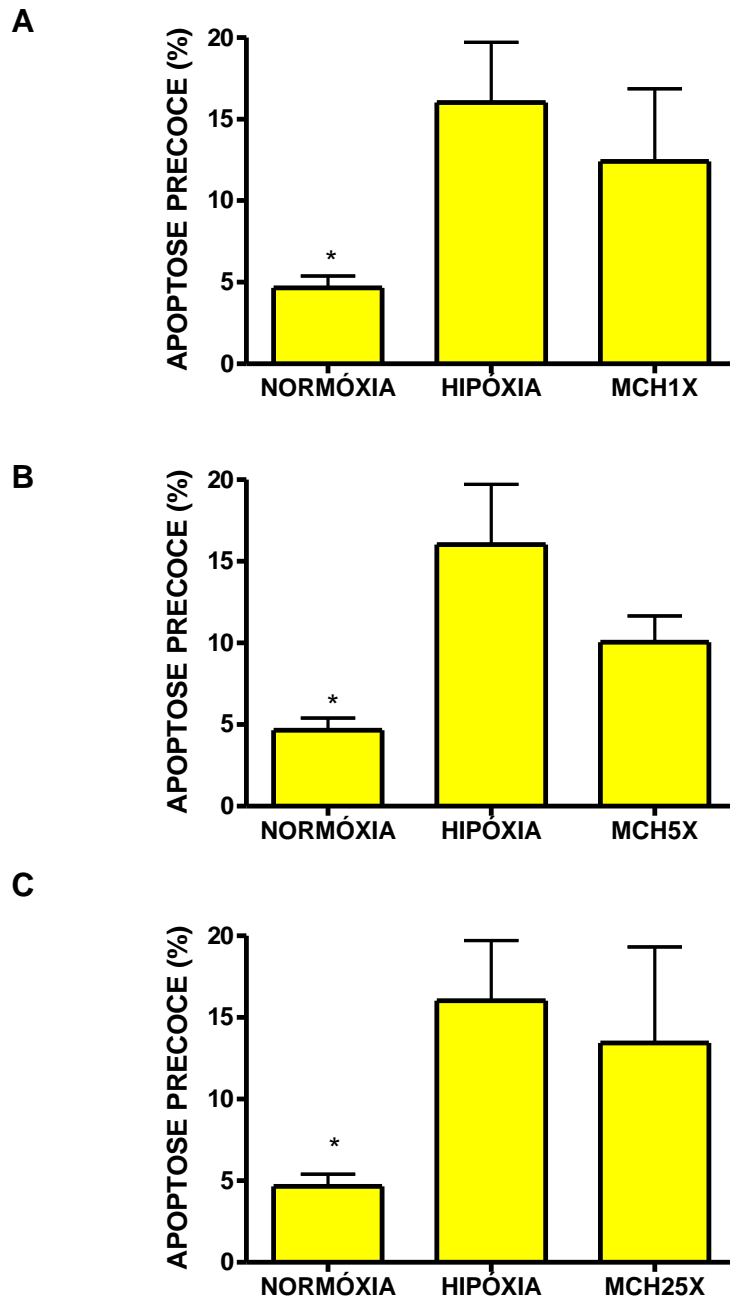 A
APOPTOSE PRECOCE (%)
20
15
10
5
0
*
NORMÓXIA HIPÓXIA MCH1X
B
APOPTOSE PRECOCE (%)
20
15
10
5
0
*
NORMÓXIA HIPÓXIA MCH5X
C
APOPTOSE PRECOCE (%)
20
15
10
5
0
*
NORMÓXIA HIPÓXIA MCH25X